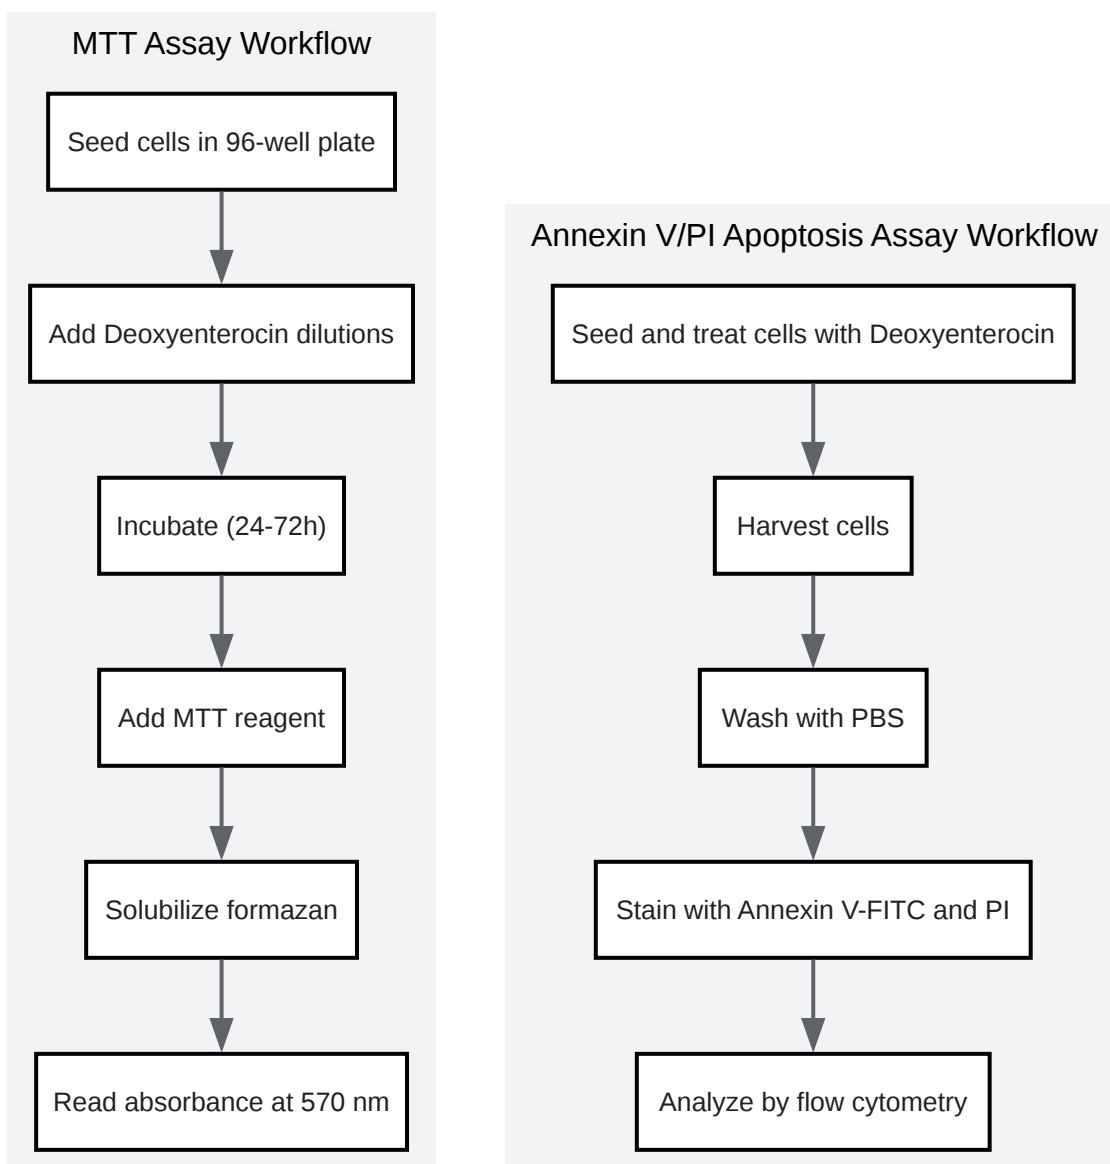 MTT Assay Workflow
Seed cells in 96-well plate
Add Deoxyenterocin dilutions
Incubate (24-72h)
Add MTT reagent
Solubilize formazan
Read absorbance at 570 nm
Annexin V/PI Apoptosis Assay Workflow
Seed and treat cells with Deoxyenterocin
Harvest cells
Wash with PBS
Stain with Annexin V-FITC and PI
Analyze by flow cytometry